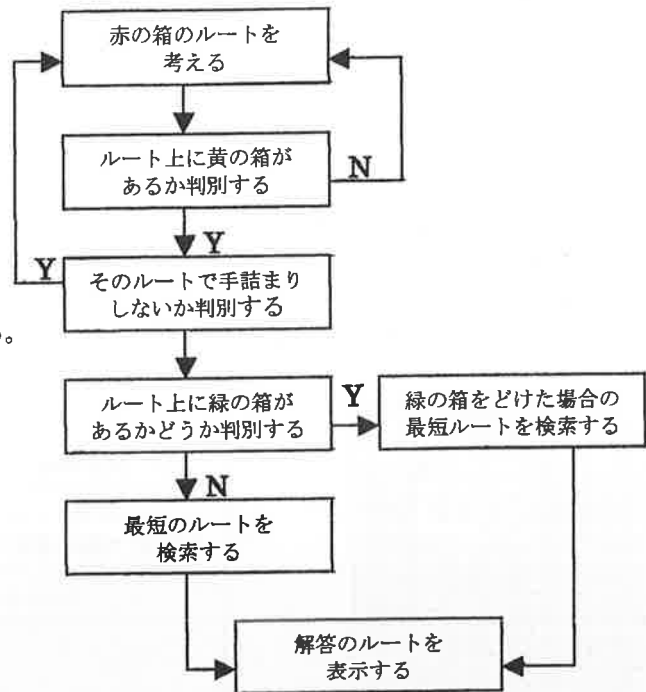 赤の箱のルートを
考える
ルート上に黄の箱が
あるか判別する
N
Y
Y
そのルートで手詰まり
しないか判別する
。
ルート上に緑の箱が
あるかどうか判別する
Y
緑の箱をどけた場合の
最短ルートを検索する
N
最短のルートを
検索する
解答のルートを
表示する